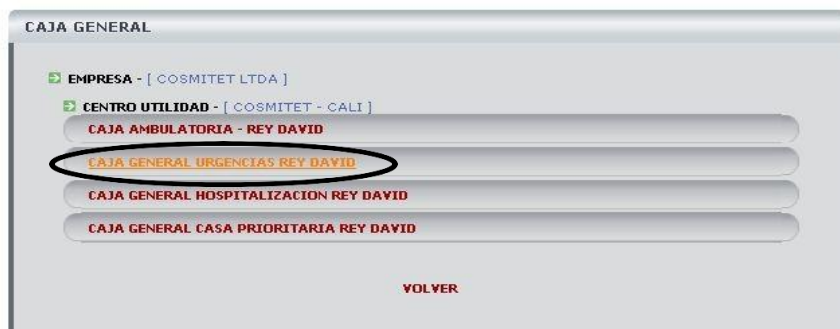 CAJA GENERAL
EMPRESA - [ COSMITET LTDA ]
CENTRO UTILIDAD - [ COSMITET - CALI ]
CAJA AMBULATORIA - REY DAVID
CAJA GENERAL URGENCIAS REY DAVID
CAJA GENERAL HOSPITALIZACION REY DAVID
CAJA GENERAL CASA PRIORITARIA REY DAVID
VOLVER